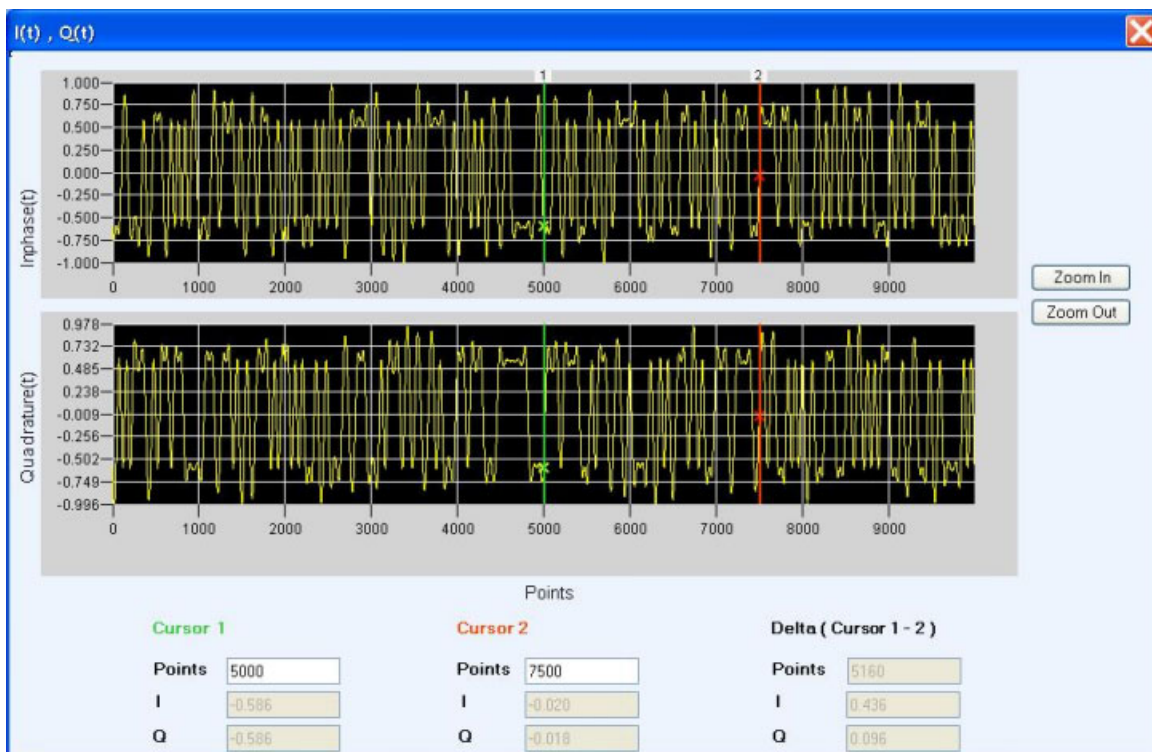 I(t) , Q(t)
1 2
1.000
0.750
0.500
0.250
0.000
-0.250
-0.500
-0.750
-1.000
Inphase(t)
0 1000 2000 3000 4000 5000 6000 7000 8000 9000
Zoom In
Zoom Out
0.978
0.732
0.485
0.238
-0.009
-0.256
-0.502
-0.749
-0.996
Quadrature(t)
0 1000 2000 3000 4000 5000 6000 7000 8000 9000
Points
Cursor 1 Cursor 2 Delta ( Cursor 1 - 2 )
Points 5000 Points 7500 Points 5160
I -0.586 I -0.020 I 0.436
Q -0.586 Q -0.018 Q 0.096